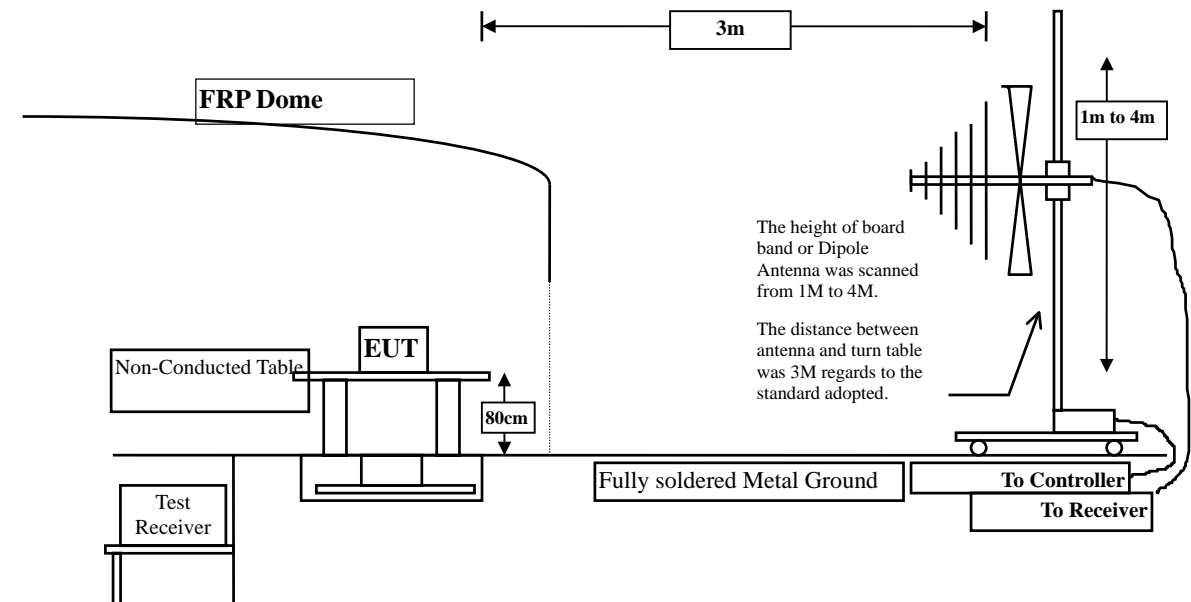 3m
FRP Dome
1m to 4m
The height of board
band or Dipole
Antenna was scanned
from 1M to 4M.
The distance between
antenna and turn table
was 3M regards to the
standard adopted.
EUT
Non-Conducted Table
80cm
Fully soldered Metal Ground
To Controller
To Receiver
Test
Receiver